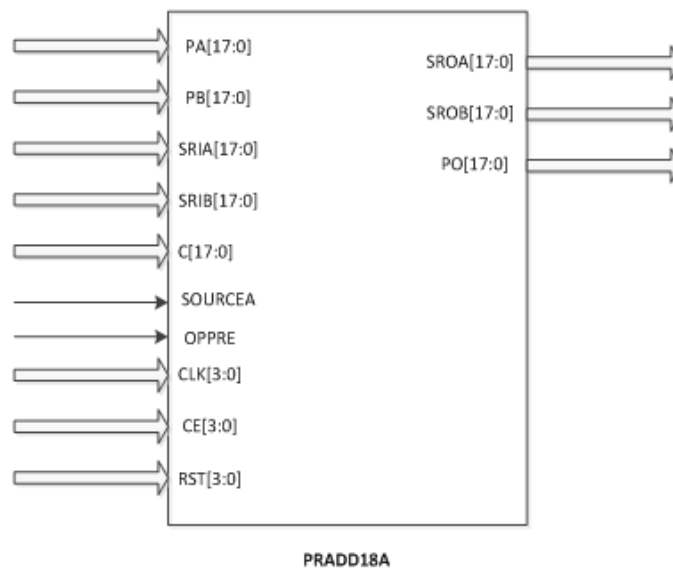 PA[17:0]
SROA[17:0]
PB[17:0]
SROB[17:0]
SRIA[17:0]
PO[17:0]
SRIB[17:0]
C[17:0]
SOURCEA
OPPRE
CLK[3:0]
CE[3:0]
RST[3:0]
PRADD18A